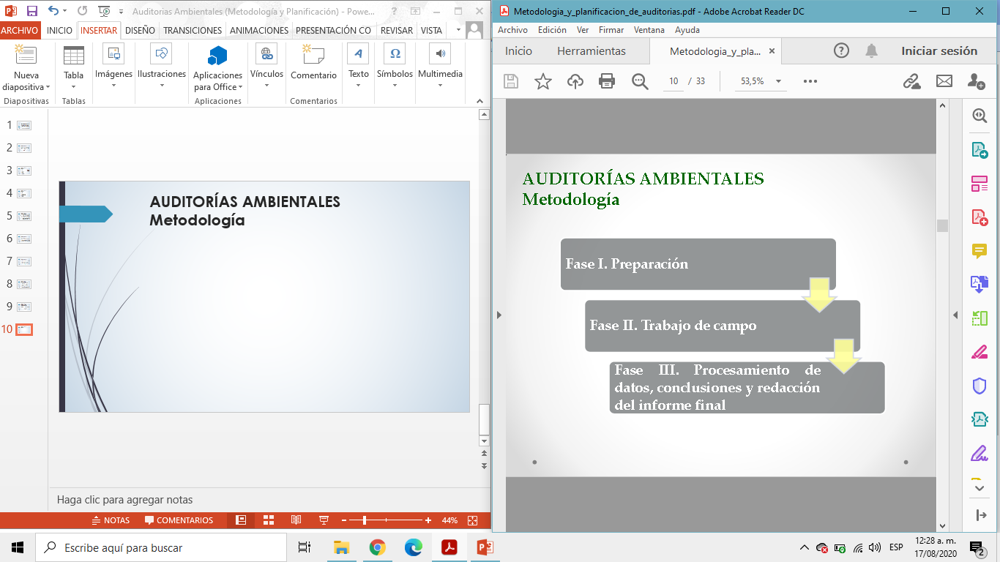 Auditorias Ambientales (Metodología y Planificación) - Powe...
ARCHIVO INICIO INSERTAR DISEÑO TRANSICIONES ANIMACIONES PRESENTACIÓN CO REVISAR VISTA
Nueva diapositiva
Tabla
Imágenes
Ilustraciones
Aplicaciones para Office
Vínculos
Comentario
Texto
Símbolos
Multimedia
Diapositivas Tablas Aplicaciones Comentarios
1
2
3
4
5
6
7
8
9
10
AUDITORÍAS AMBIENTALES
Metodología
Haga clic para agregar notas
NOTAS COMENTARIOS 44%
Metodologia_y_planificacion_de_auditorias.pdf - Adobe Acrobat Reader DC
Archivo Edición Ver Firmar Ventana Ayuda
Inicio Herramientas Metodologia_y_pla... Iniciar sesión
10 / 33 53,5%
AUDITORÍAS AMBIENTALES
Metodología
Fase I. Preparación
Fase II. Trabajo de campo
Fase III. Procesamiento de
datos, conclusiones y redacción
del informe final
Escribe aquí para buscar
ESP
12:28 a. m.
17/08/2020
2